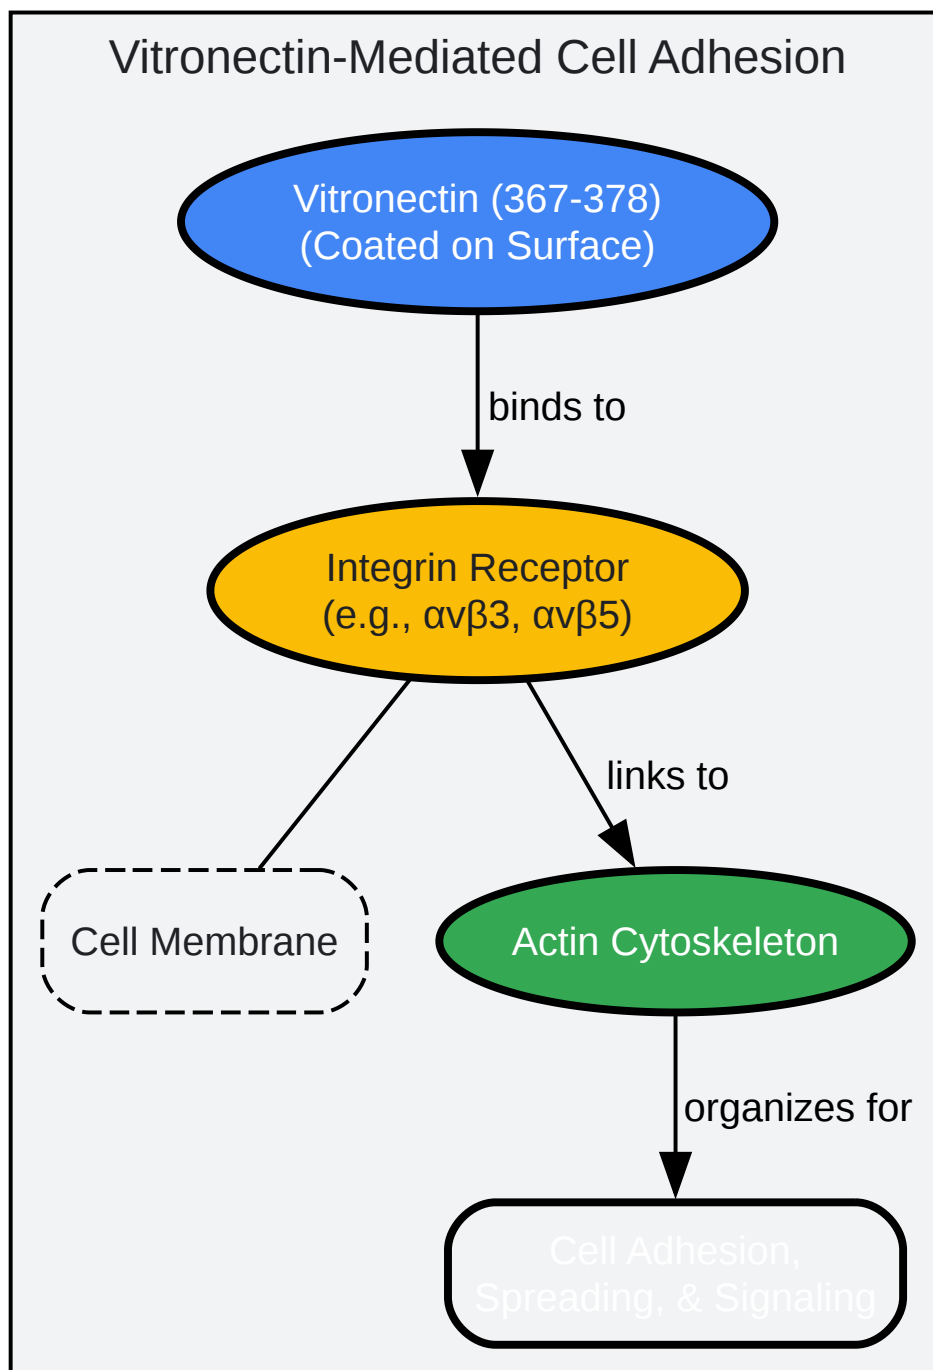 Vitronectin-Mediated Cell Adhesion
Vitronectin (367-378)
(Coated on Surface)
binds to
Integrin Receptor
(e.g., αvβ3, αvβ5)
links to
Cell Membrane
Actin Cytoskeleton
organizes for
Cell Adhesion,
Spreading, & Signaling